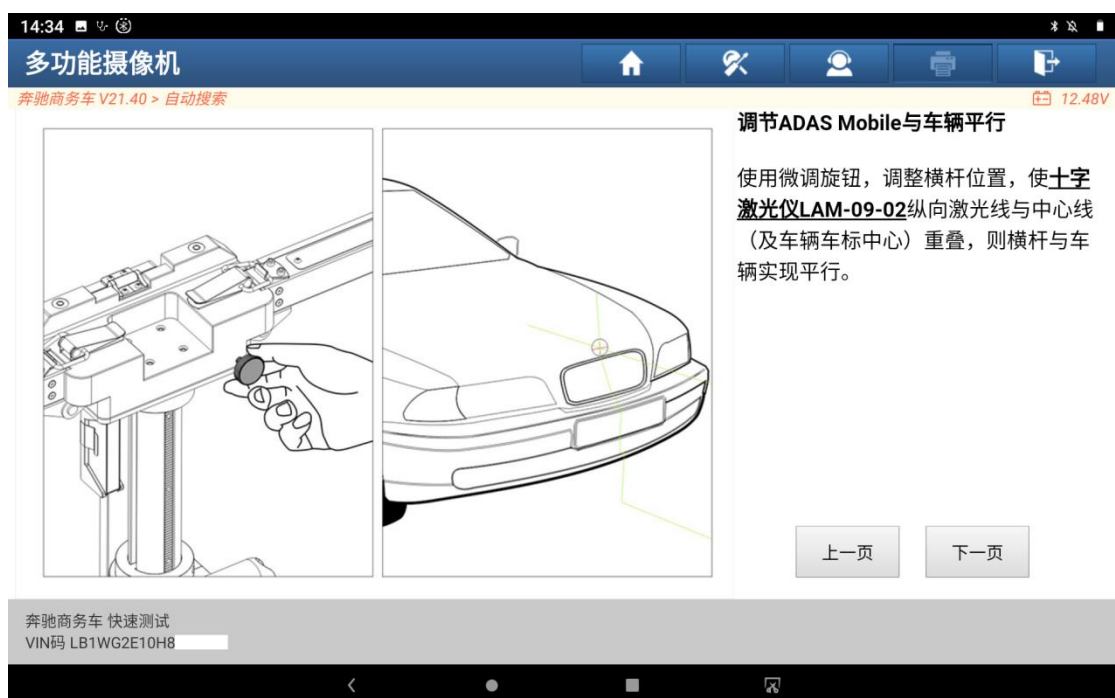 14:34
多功能摄像机
奔驰商务车 V21.40 > 自动搜索
12.48V
调节ADAS Mobile与车辆平行
使用微调旋钮，调整横杆位置，使十字
激光仪LAM-09-02纵向激光线与中心线
（及车辆车标中心）重叠，则横杆与车
辆实现平行。
上一页
下一页
奔驰商务车 快速测试
VIN码 LB1WG2E10H8